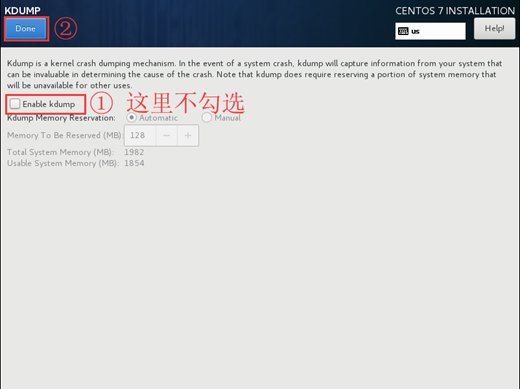 KDUMP
CENTOS 7 INSTALLATION
Done
②
us
Help!
Kdump is a kernel crash dumping mechanism. In the event of a system crash, kdump will capture information from your system that
can be invaluable in determining the cause of the crash. Note that kdump does require reserving a portion of system memory that
will be unavailable for other uses.
Enable kdump
① 这里不勾选
Kdump Memory Reservation: Automatic Manual
Memory To Be Reserved (MB): 128 − +
Total System Memory (MB): 1982
Usable System Memory (MB): 1854